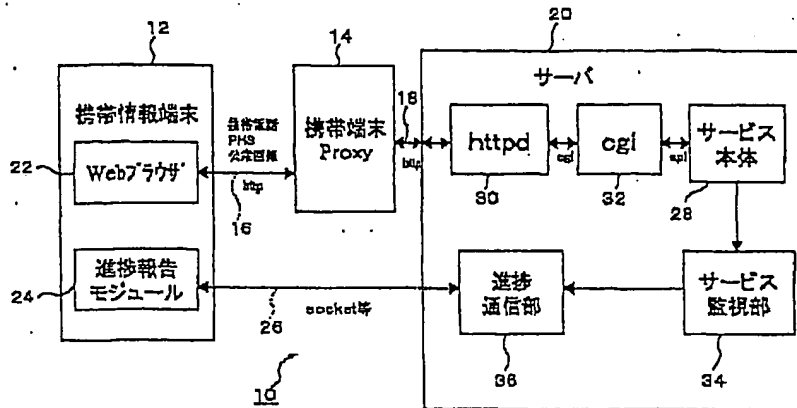 12
14
20
携帯情報端末
22
Webブラウザ
携帯電話
PHS
公衆回線
http
16
携帯端末
Proxy
18
http
サーバ
httpd
30
cgi
cgi
32
api
サービス
本体
28
24
進捗報告
モジュール
26
socket等
進捗
通信部
36
サービス
監視部
34
10